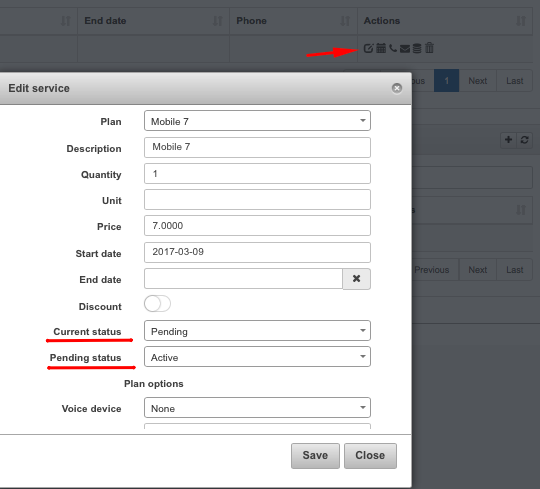 End date Phone Actions
ous 1 Next Last
Edit service
Plan Mobile 7
Description Mobile 7
Quantity 1
Unit
Price 7.0000
Start date 2017-03-09
End date
Discount
Current status Pending
Pending status Active
Plan options
Voice device None
Previous Next Last
Save Close